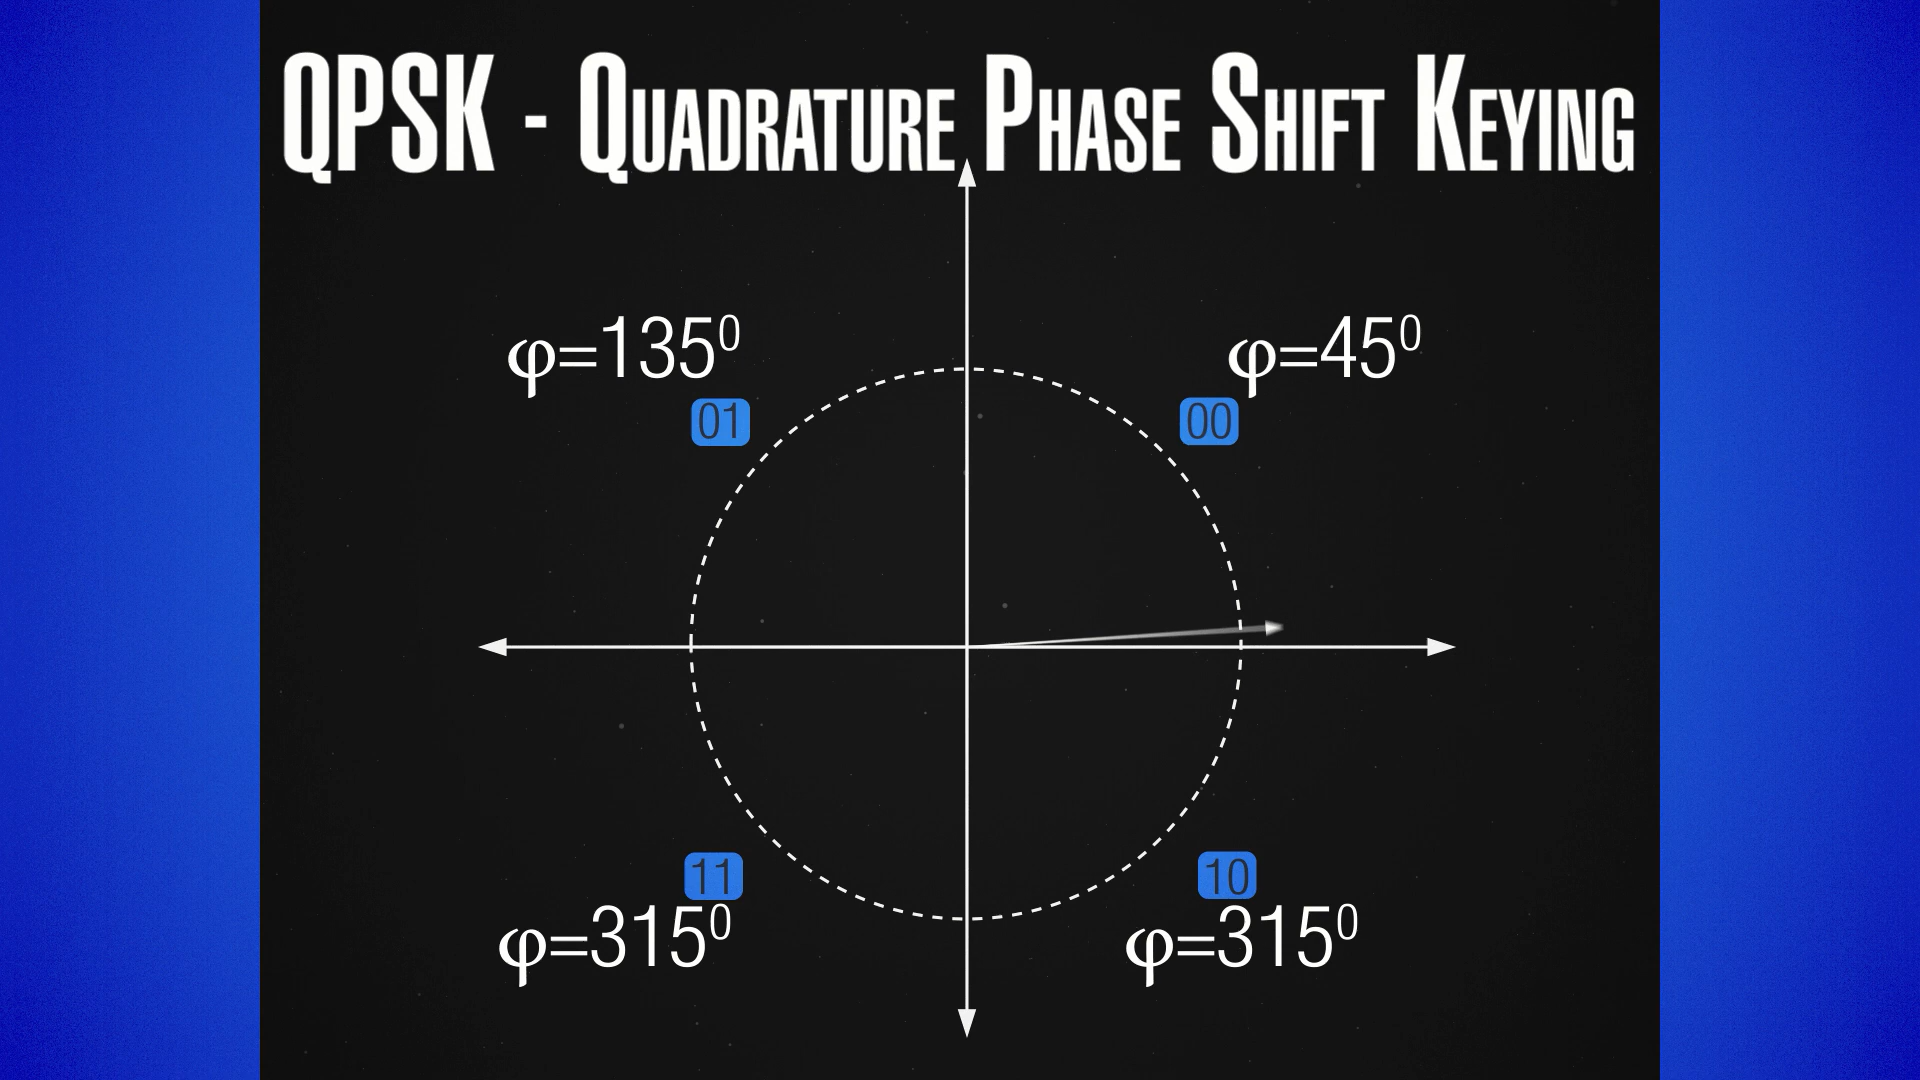 QPSK - Quadrature Phase Shift Keying
φ=135⁰
φ=45⁰
01
00
11
10
φ=315⁰
φ=315⁰